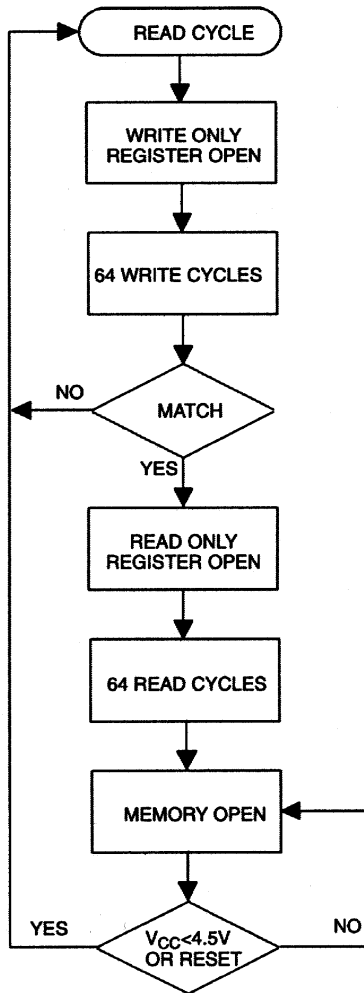 READ CYCLE
WRITE ONLY
REGISTER OPEN
64 WRITE CYCLES
NO
MATCH
YES
READ ONLY
REGISTER OPEN
64 READ CYCLES
MEMORY OPEN
YES
VCC<4.5V
OR RESET
NO